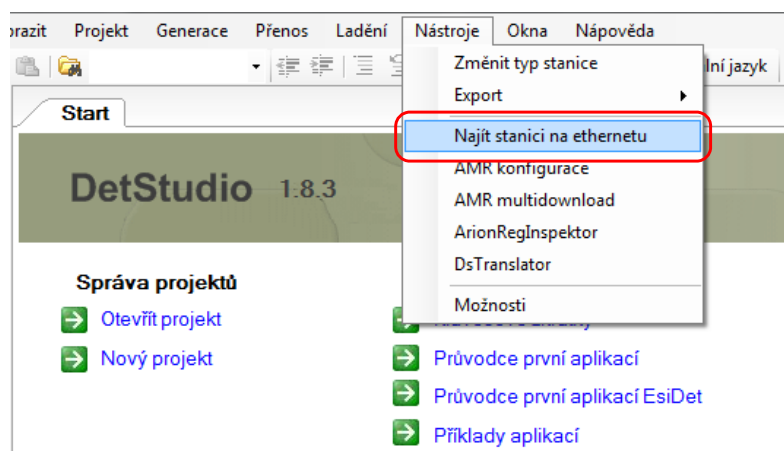 Projekt Generace Přenos Ladění Nástroje Okna Nápověda
Změnit typ stanice
jazyk
Export
Start
Najít stanici na ethernetu
AMR konfigurace
DetStudio 1.8.3
AMR multidownload
ArionRegInspektor
DsTranslator
Správa projektů
Možnosti
Otevřít projekt
Nový projekt
Průvodce první aplikací
Průvodce první aplikací EsiDet
Příklady aplikací